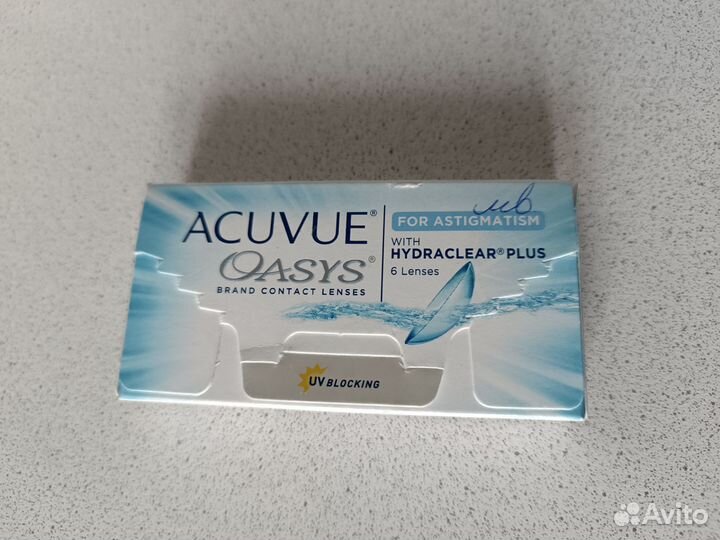 ACUVUE®
OASYS®
BRAND CONTACT LENSES
FOR ASTIGMATISM
WITH
HYDRACLEAR® PLUS
6 Lenses
UV BLOCKING
Avito